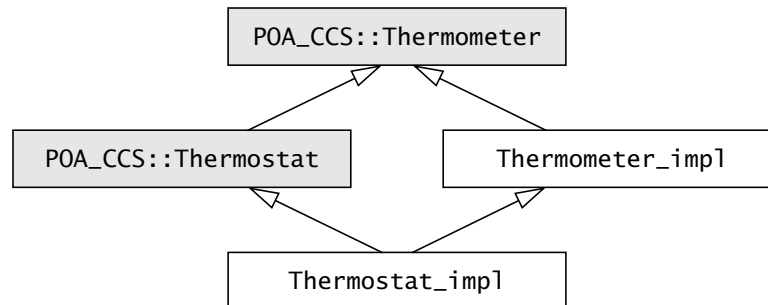 POA_CCS::Thermometer
POA_CCS::Thermostat
Thermometer_impl
Thermostat_impl